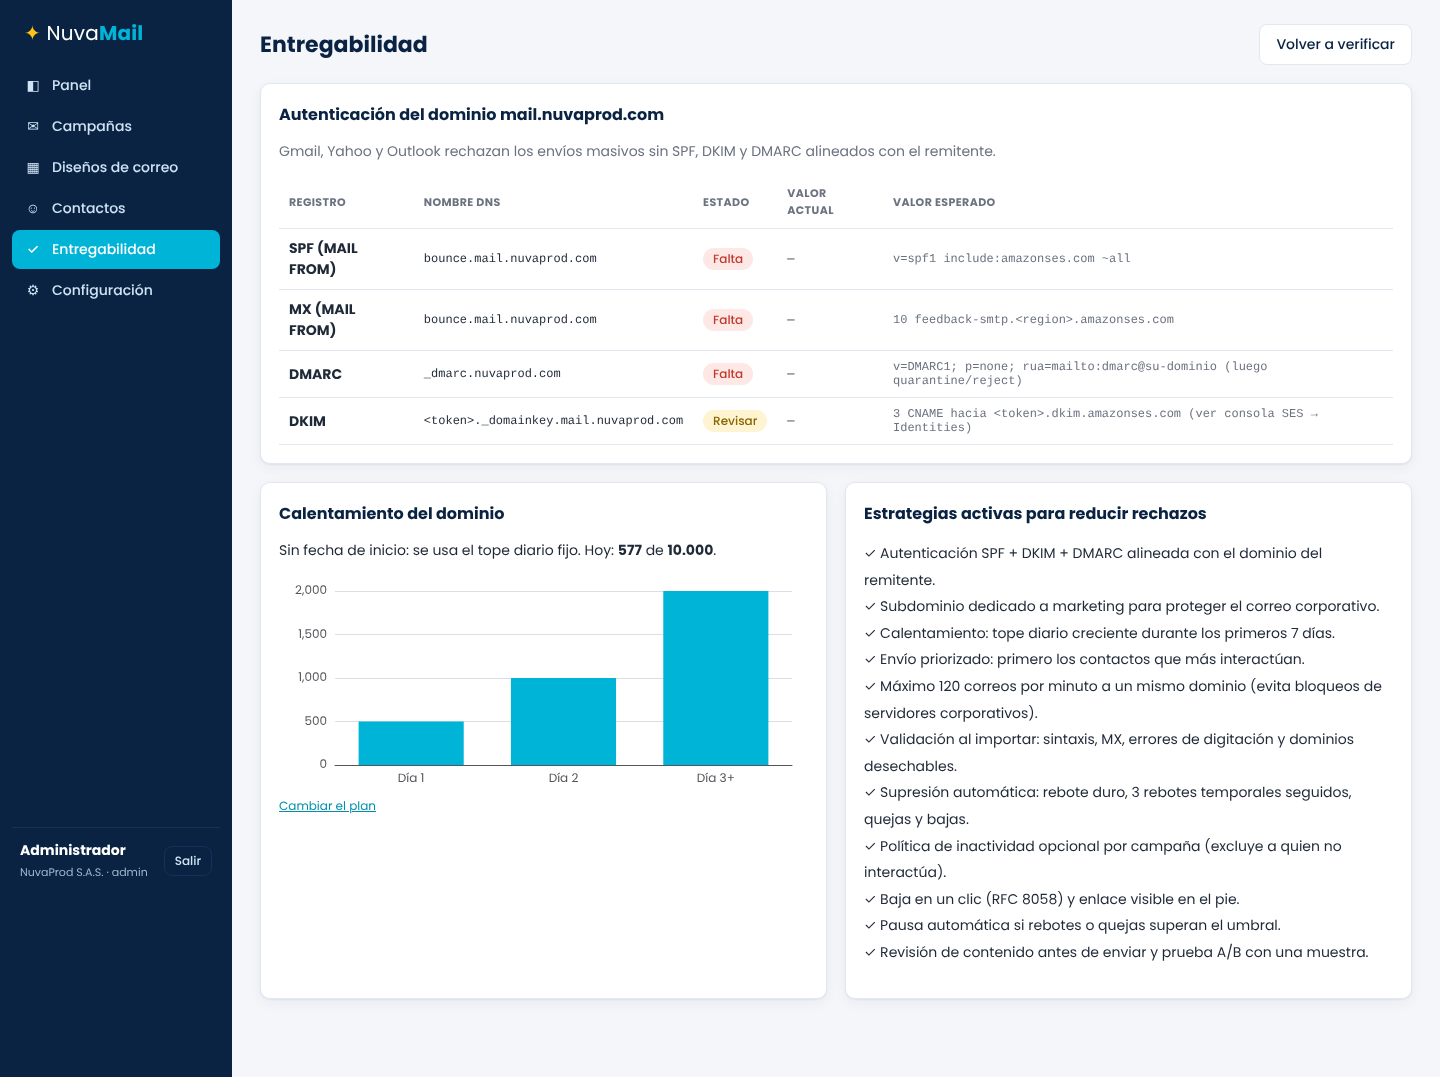 NuvaMail
Panel
Campañas
Diseños de correo
Contactos
Entregabilidad
Configuración
Administrador
NuvaProd S.A.S. · admin
Salir
Entregabilidad
Volver a verificar
Autenticación del dominio mail.nuvaprod.com
Gmail, Yahoo y Outlook rechazan los envíos masivos sin SPF, DKIM y DMARC alineados con el remitente.
REGISTRO NOMBRE DNS ESTADO VALOR ACTUAL VALOR ESPERADO
SPF (MAIL FROM) bounce.mail.nuvaprod.com Falta — v=spf1 include:amazonses.com ~all
MX (MAIL FROM) bounce.mail.nuvaprod.com Falta — 10 feedback-smtp.<region>.amazonses.com
DMARC _dmarc.nuvaprod.com Falta — v=DMARC1; p=none; rua=mailto:dmarc@su-dominio (luego quarantine/reject)
DKIM <token>._domainkey.mail.nuvaprod.com Revisar — 3 CNAME hacia <token>.dkim.amazonses.com (ver consola SES → Identities)
Calentamiento del dominio
Sin fecha de inicio: se usa el tope diario fijo. Hoy: 577 de 10.000.
2,000
1,500
1,000
500
0
Día 1 Día 2 Día 3+
Cambiar el plan
Estrategias activas para reducir rechazos
✓ Autenticación SPF + DKIM + DMARC alineada con el dominio del
remitente.
✓ Subdominio dedicado a marketing para proteger el correo corporativo.
✓ Calentamiento: tope diario creciente durante los primeros 7 días.
✓ Envío priorizado: primero los contactos que más interactúan.
✓ Máximo 120 correos por minuto a un mismo dominio (evita bloqueos de
servidores corporativos).
✓ Validación al importar: sintaxis, MX, errores de digitación y dominios
desechables.
✓ Supresión automática: rebote duro, 3 rebotes temporales seguidos,
quejas y bajas.
✓ Política de inactividad opcional por campaña (excluye a quien no
interactúa).
✓ Baja en un clic (RFC 8058) y enlace visible en el pie.
✓ Pausa automática si rebotes o quejas superan el umbral.
✓ Revisión de contenido antes de enviar y prueba A/B con una muestra.